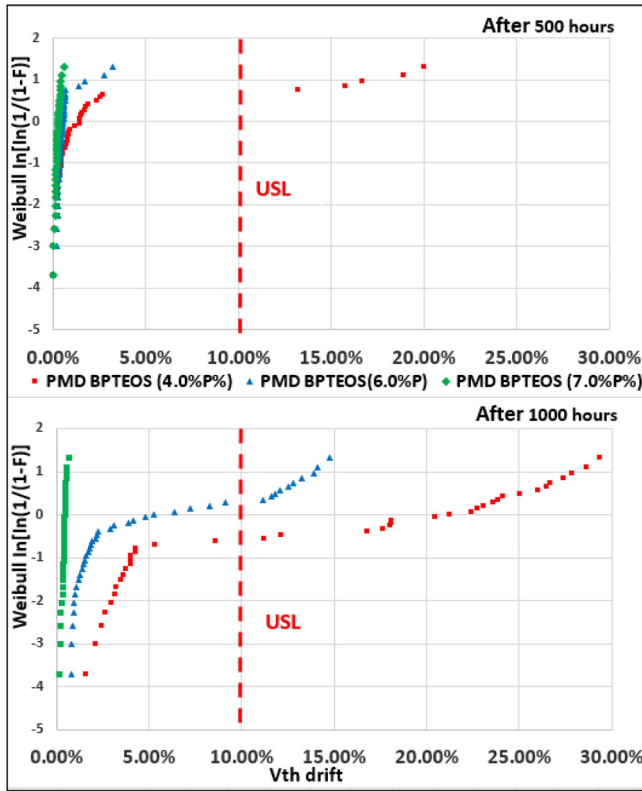 After 500 hours
Weibull ln[ln(1/(1-F)]
2
1
0
-1
-2
-3
-4
-5
USL
0.00% 5.00% 10.00% 15.00% 20.00% 25.00% 30.00%
PMD BPTEOS (4.0%P%) PMD BPTEOS(6.0%P) PMD BPTEOS (7.0%P%)
After 1000 hours
Weibull ln[ln(1/(1-F)]
2
1
0
-1
-2
-3
-4
-5
USL
0.00% 5.00% 10.00% 15.00% 20.00% 25.00% 30.00%
Vth drift